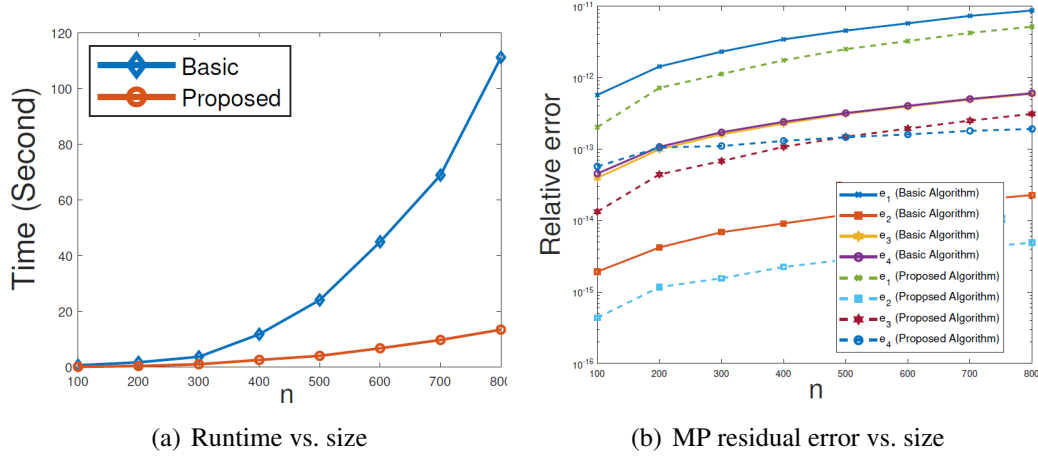 Time (Second)
120
100
80
60
40
20
0
Basic
Proposed
100 200 300 400 500 600 700 800
n
(a) Runtime vs. size
Relative error
10-11
10-12
10-13
10-14
10-15
10-16
e1 (Basic Algorithm)
e2 (Basic Algorithm)
e3 (Basic Algorithm)
e4 (Basic Algorithm)
e1 (Proposed Algorithm)
e2 (Proposed Algorithm)
e3 (Proposed Algorithm)
e4 (Proposed Algorithm)
100 200 300 400 500 600 700 800
n
(b) MP residual error vs. size